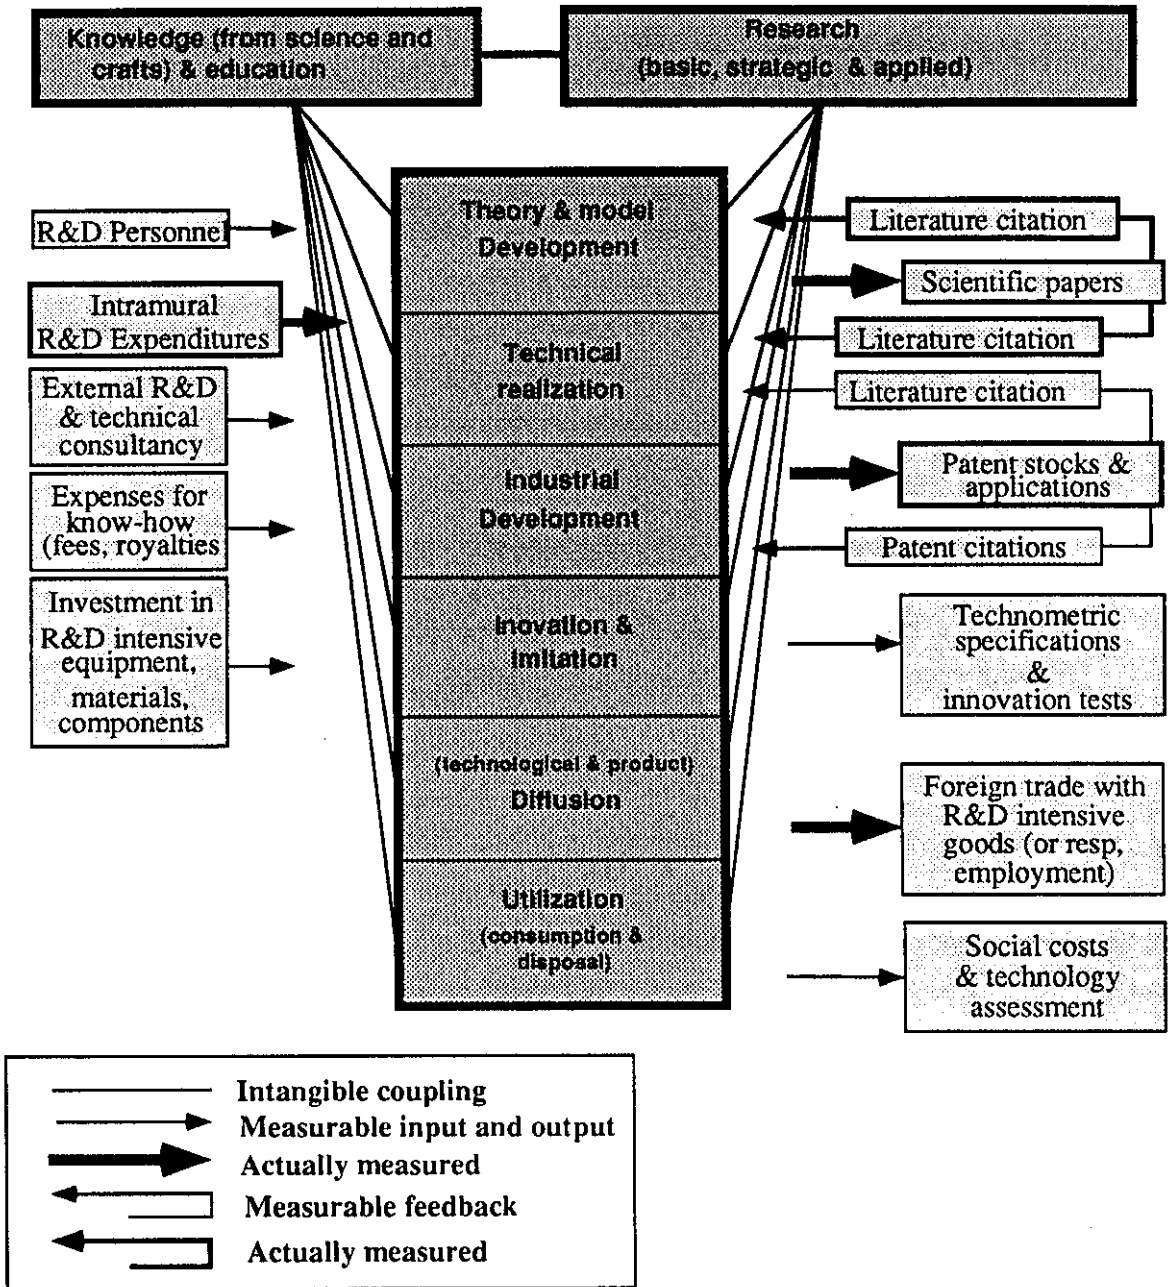 Knowledge (from science and
crafts) & education
Research
(basic, strategic & applied)
R&D Personnel
Intramural
R&D Expenditures
External R&D
& technical
consultancy
Expenses for
know-how
(fees, royalties
Investment in
R&D intensive
equipment,
materials,
components
Theory & model
Development
Technical
realization
Industrial
Development
Inovation &
imitation
(technological & product)
Diffusion
Utilization
(consumption &
disposal)
Literature citation
Scientific papers
Literature citation
Literature citation
Patent stocks &
applications
Patent citations
Technometric
specifications
&
innovation tests
Foreign trade with
R&D intensive
goods (or resp,
employment)
Social costs
& technology
assessment
Intangible coupling
Measurable input and output
Actually measured
Measurable feedback
Actually measured